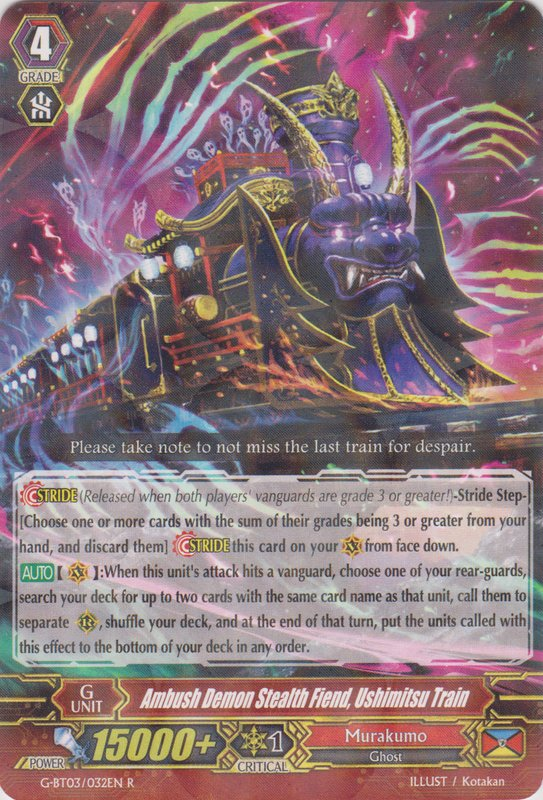 4
GRADE
Please take note to not miss the last train for despair.
STRIDE (Released when both players' vanguards are grade 3 or greater!)-Stride Step-
[Choose one or more cards with the sum of their grades being 3 or greater from your
hand, and discard them] STRIDE this card on your V from face down.
AUTO【 V 】:When this unit's attack hits a vanguard, choose one of your rear-guards,
search your deck for up to two cards with the same card name as that unit, call them to
separate R, shuffle your deck, and at the end of that turn, put the units called with
this effect to the bottom of your deck in any order.
G
UNIT
Ambush Demon Stealth Fiend, Ushimitsu Train
POWER
15000+
1
CRITICAL
Murakumo
Ghost
G-BT03/032EN R
ILLUST / Kotakan